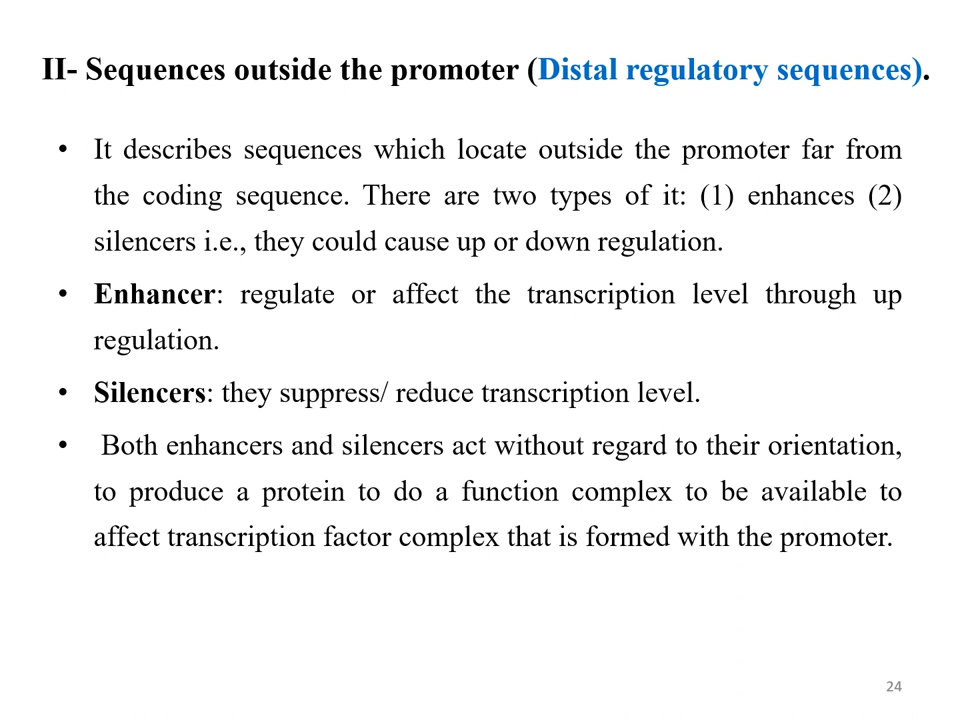 II- Sequences outside the promoter (Distal regulatory sequences).
• It describes sequences which locate outside the promoter far from
the coding sequence. There are two types of it: (1) enhances (2)
silencers i.e., they could cause up or down regulation.
• Enhancer: regulate or affect the transcription level through up
regulation.
• Silencers: they suppress/ reduce transcription level.
• Both enhancers and silencers act without regard to their orientation,
to produce a protein to do a function complex to be available to
affect transcription factor complex that is formed with the promoter.
24